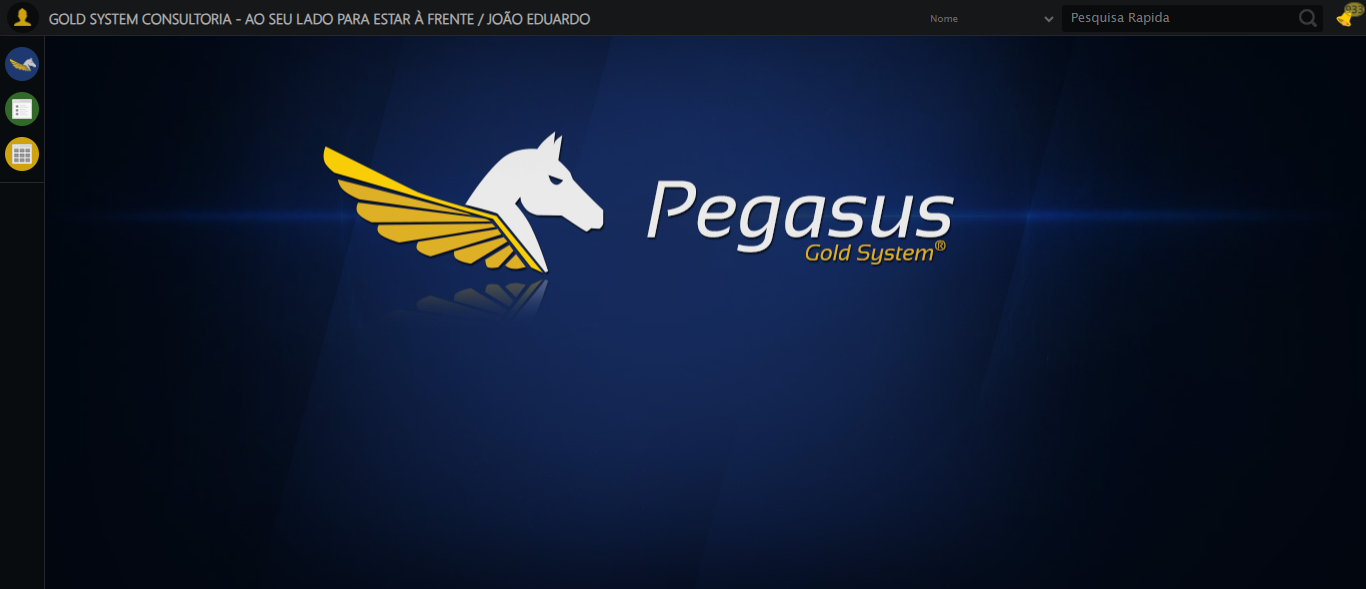 GOLD SYSTEM CONSULTORIA - AO SEU LADO PARA ESTAR À FRENTE / JOÃO EDUARDO
Nome
Pesquisa Rapida
Pegasus
Gold System®